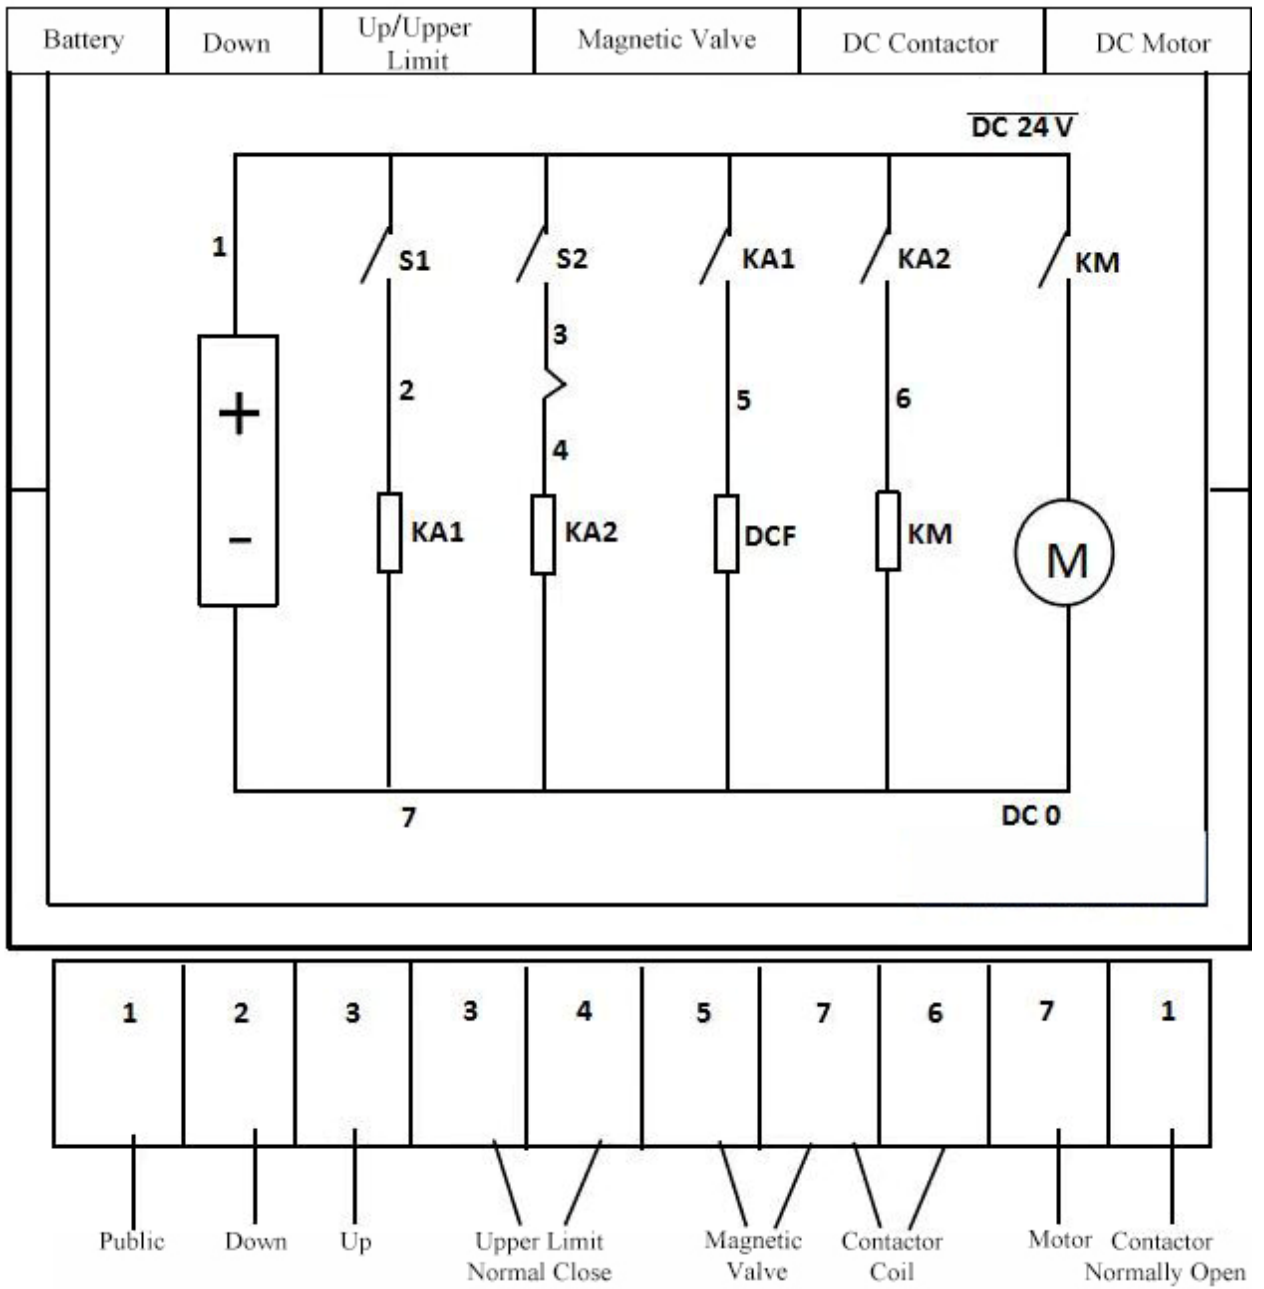 Battery
Down
Up/Upper
Limit
Magnetic Valve
DC Contactor
DC Motor
DC 24 V
1
S1
S2
KA1
KA2
KM
3
2
5
6
+
4
-
KA1
KA2
DCF
KM
M
7
DC 0
1
2
3
3
4
5
7
6
7
1
Public
Down
Up
Upper Limit
Normal Close
Magnetic
Valve
Contactor
Coil
Motor
Contactor
Normally Open